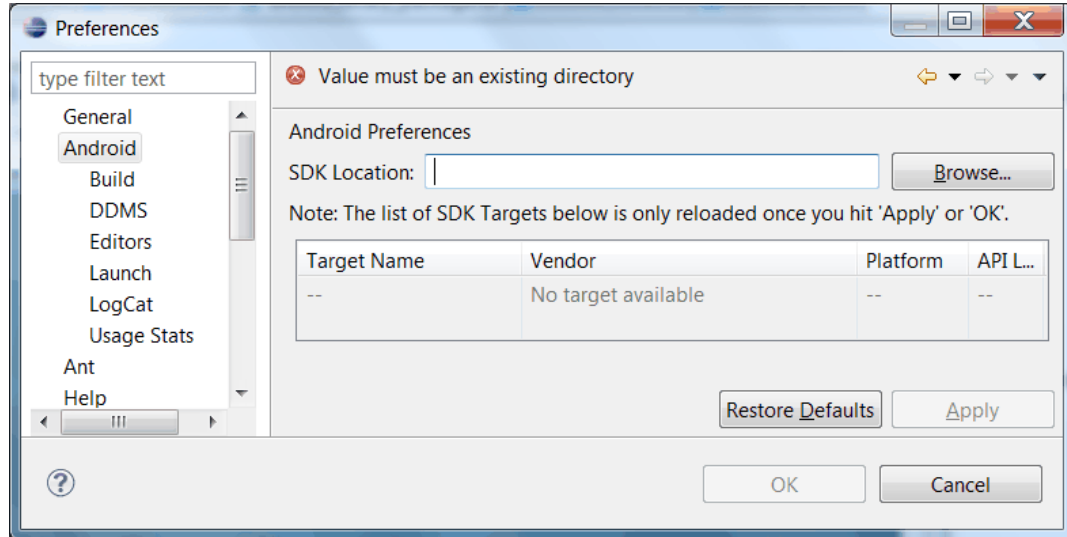 Preferences
type filter text
General
Android
Build
DDMS
Editors
Launch
LogCat
Usage Stats
Ant
Help
Value must be an existing directory
Android Preferences
SDK Location:
Browse...
Note: The list of SDK Targets below is only reloaded once you hit 'Apply' or 'OK'.
Target Name Vendor Platform API L...
-- No target available -- --
Restore Defaults Apply
OK Cancel